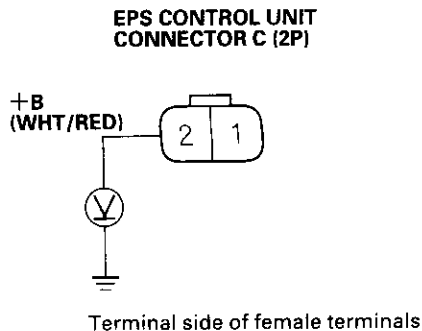 EPS CONTROL UNIT
CONNECTOR C (2P)
+B
(WHT/RED)
2 1
V
Terminal side of female terminals